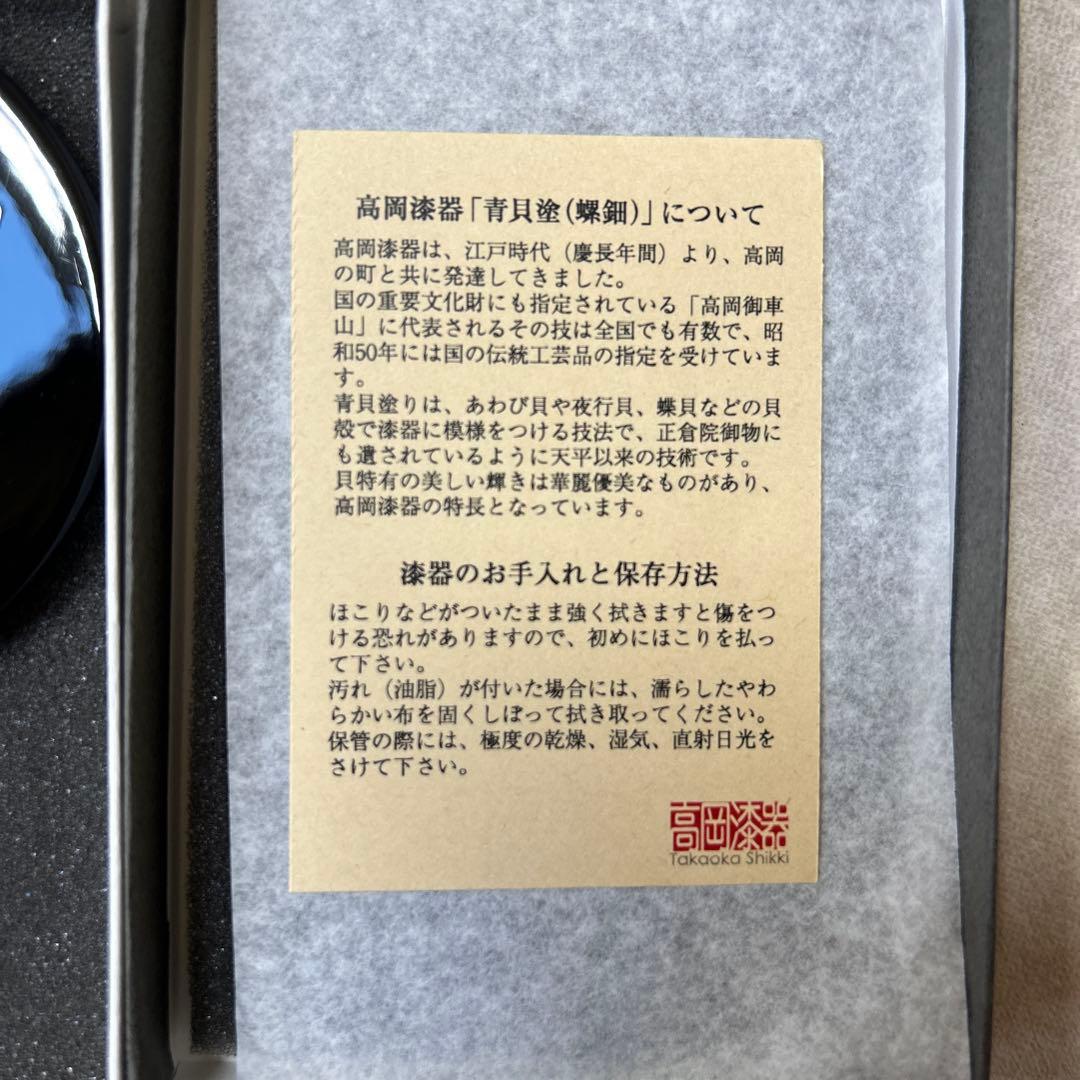 高岡漆器「青貝塗(螺鈿)」について
高岡漆器は、江戸時代（慶長年間）より、高岡
の町と共に発達してきました。
国の重要文化財にも指定されている「高岡御車
山」に代表されるその技は全国でも有数で、昭
和50年には国の伝統工芸品の指定を受けていま
す。
青貝塗りは、あわび貝や夜行貝、蝶貝などの貝
殻で漆器に模様をつける技法で、正倉院御物に
も遺されているように天平以来の技術です。
貝特有の美しい輝きは華麗優美なものがあり、
高岡漆器の特長となっています。
漆器のお手入れと保存方法
ほこりなどがついたまま強く拭きますと傷をつ
ける恐れがありますので、初めにほこりを払っ
て下さい。
汚れ（油脂）が付いた場合には、濡らしたやわ
らかい布を固くしぼって拭き取ってください。
保管の際には、極度の乾燥、湿気、直射日光を
さけて下さい。
高岡漆器
Takaoka Shikki